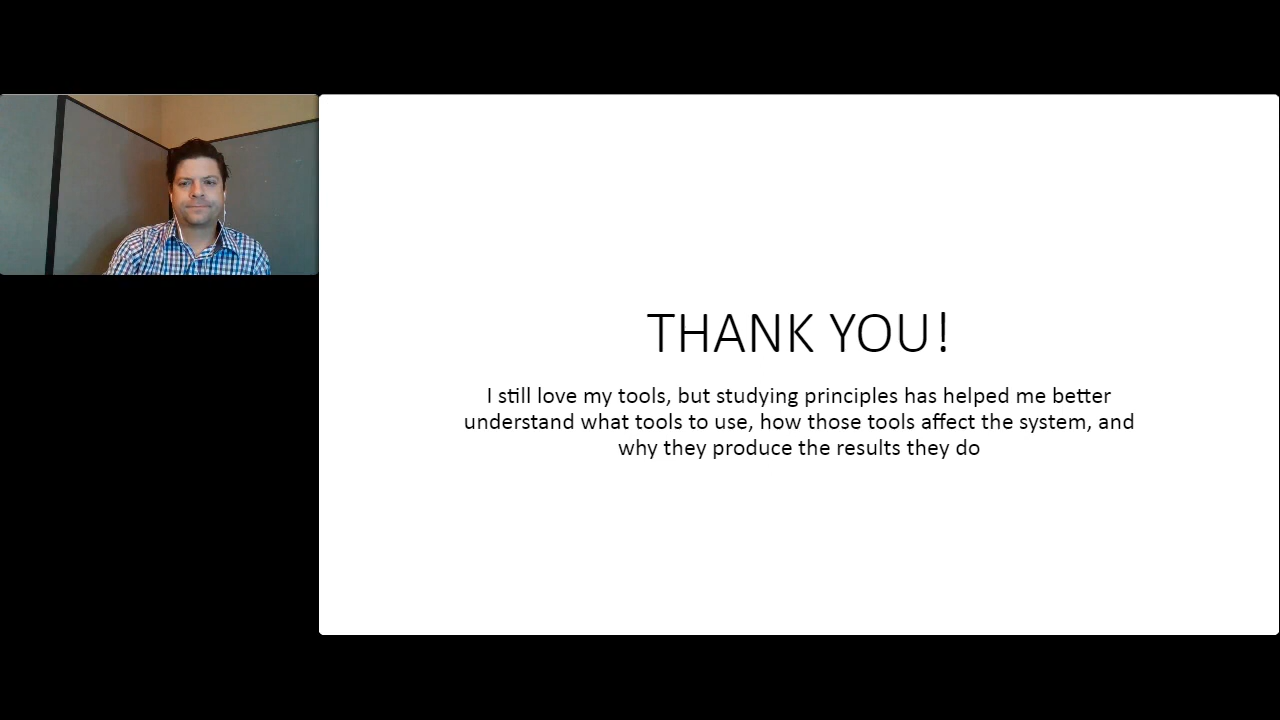 THANK YOU!
I still love my tools, but studying principles has helped me better
understand what tools to use, how those tools affect the system, and
why they produce the results they do